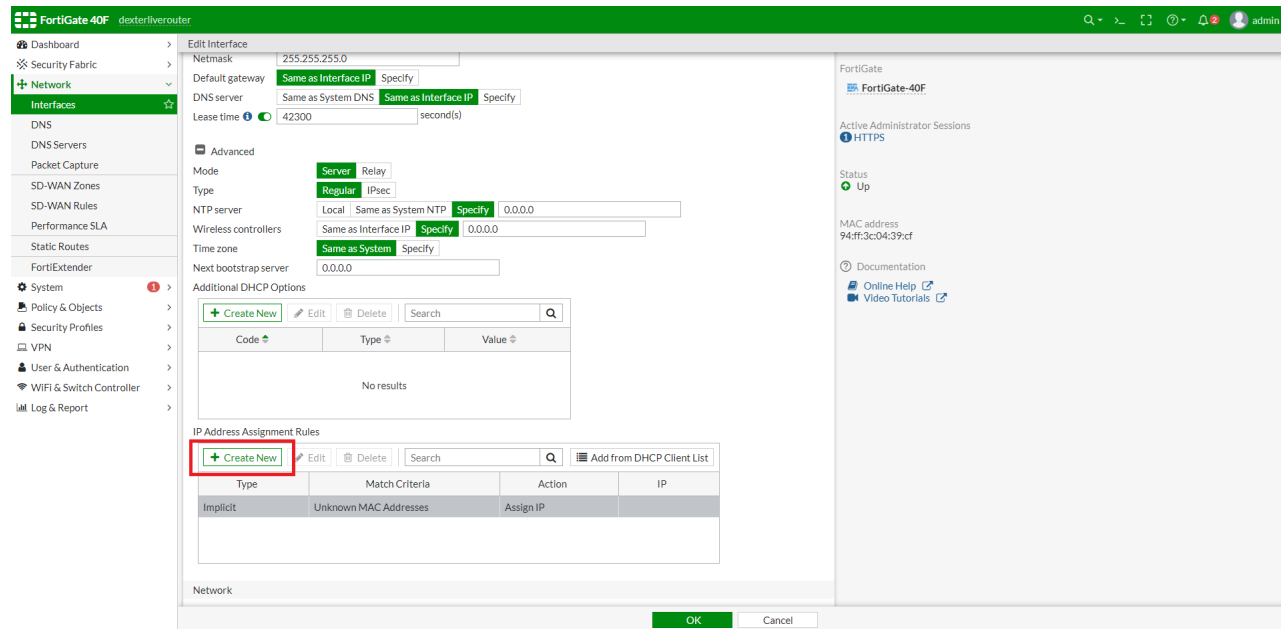 FortiGate 40F dexterliverouter
2 admin
Dashboard
Security Fabric
Network
Interfaces
DNS
DNS Servers
Packet Capture
SD-WAN Zones
SD-WAN Rules
Performance SLA
Static Routes
FortiExtender
System 1
Policy & Objects
Security Profiles
VPN
User & Authentication
WiFi & Switch Controller
Log & Report
Edit Interface
Netmask 255.255.255.0
Default gateway Same as Interface IP Specify
DNS server Same as System DNS Same as Interface IP Specify
Lease time 42300 second(s)
Advanced
Mode Server Relay
Type Regular IPsec
NTP server Local Same as System NTP Specify 0.0.0.0
Wireless controllers Same as Interface IP Specify 0.0.0.0
Time zone Same as System Specify
Next bootstrap server 0.0.0.0
Additional DHCP Options
+ Create New Edit Delete Search
Code Type Value
No results
IP Address Assignment Rules
+ Create New Edit Delete Search Add from DHCP Client List
Type Match Criteria Action IP
Implicit Unknown MAC Addresses Assign IP
Network
OK Cancel
FortiGate
FortiGate-40F
Active Administrator Sessions
1 HTTPS
Status
Up
MAC address
94:ff:3c:04:39:cf
Documentation
Online Help
Video Tutorials